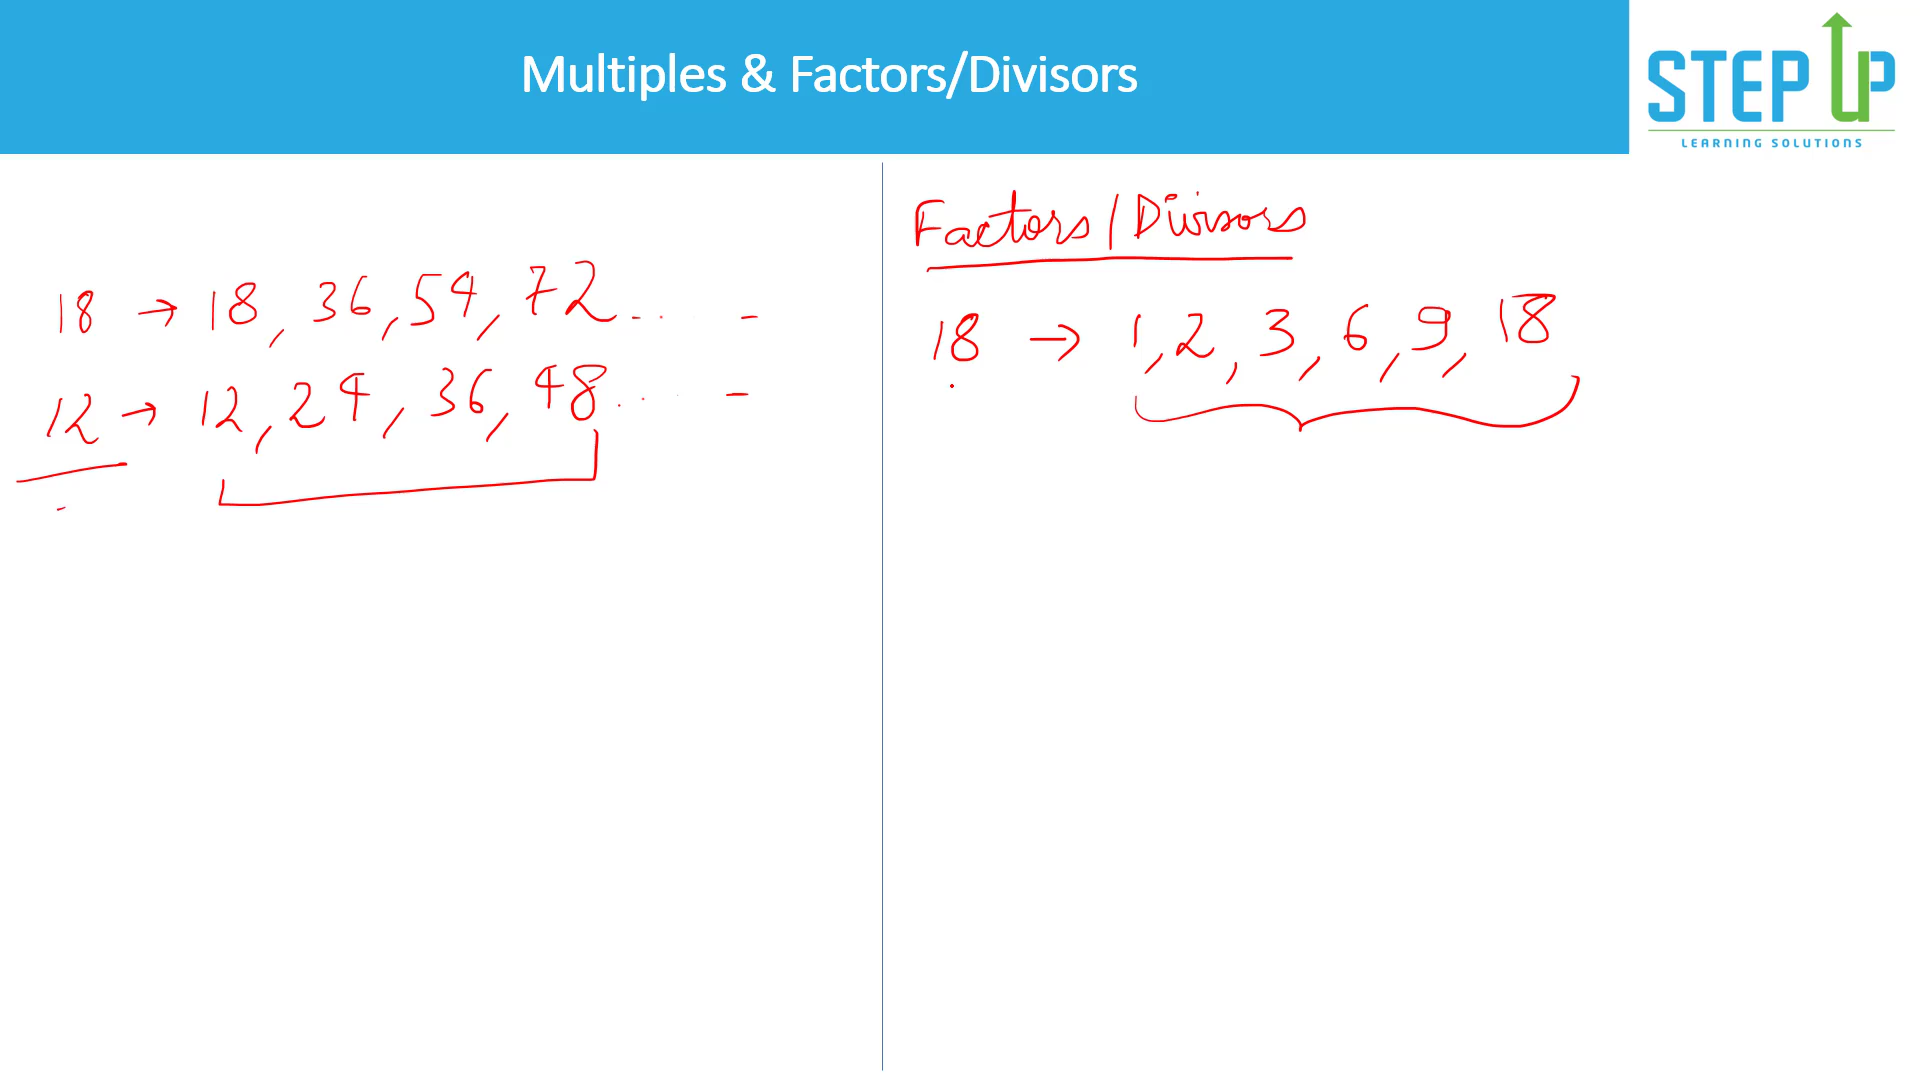 Multiples & Factors/Divisors
STEP UP
LEARNING SOLUTIONS
18 → 18, 36, 54, 72 .. . . -
12 → 12, 24, 36, 48 .. . . -
Factors/Divisors
18 → 1, 2, 3, 6, 9, 18